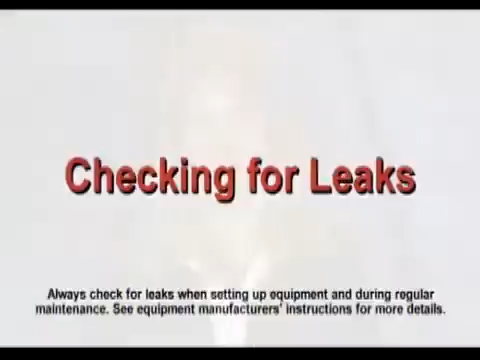 Checking for Leaks
Always check for leaks when setting up equipment and during regular
maintenance. See equipment manufacturers' instructions for more details.